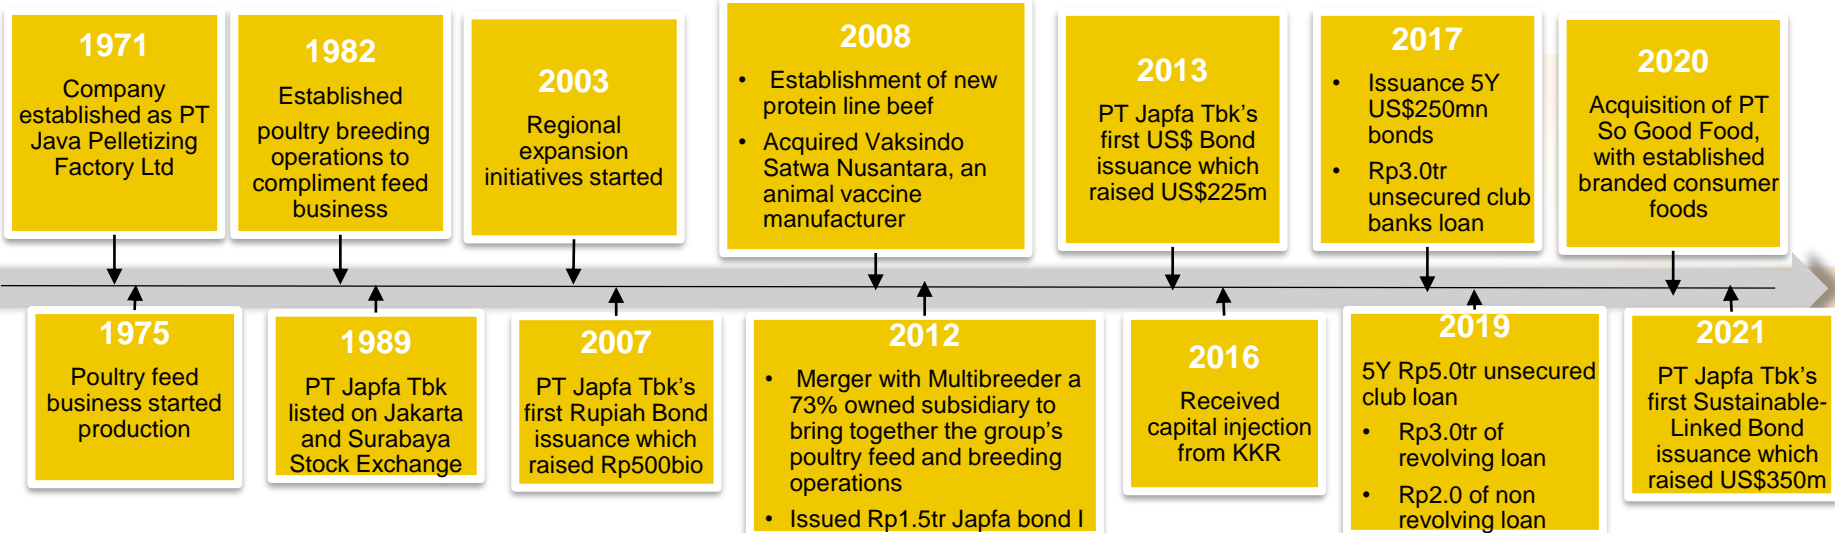 1971
Company
established as PT
Java Pelletizing
Factory Ltd
1982
Established
poultry breeding
operations to
compliment feed
business
2003
Regional
expansion
initiatives started
2008
• Establishment of new
protein line beef
• Acquired Vaksindo
Satwa Nusantara, an
animal vaccine
manufacturer
2013
PT Japfa Tbk’s
first US$ Bond
issuance which
raised US$225m
2017
• Issuance 5Y
US$250mn
bonds
• Rp3.0tr
unsecured club
banks loan
2020
Acquisition of PT
So Good Food,
with established
branded consumer
foods
1975
Poultry feed
business started
production
1989
PT Japfa Tbk
listed on Jakarta
and Surabaya
Stock Exchange
2007
PT Japfa Tbk’s
first Rupiah Bond
issuance which
raised Rp500bio
2012
• Merger with Multibreeder a
73% owned subsidiary to
bring together the group’s
poultry feed and breeding
operations
• Issued Rp1.5tr Japfa bond I
2016
Received
capital injection
from KKR
2019
5Y Rp5.0tr unsecured
club loan
• Rp3.0tr of
revolving loan
• Rp2.0 of non
revolving loan
2021
PT Japfa Tbk’s
first Sustainable-
Linked Bond
issuance which
raised US$350m